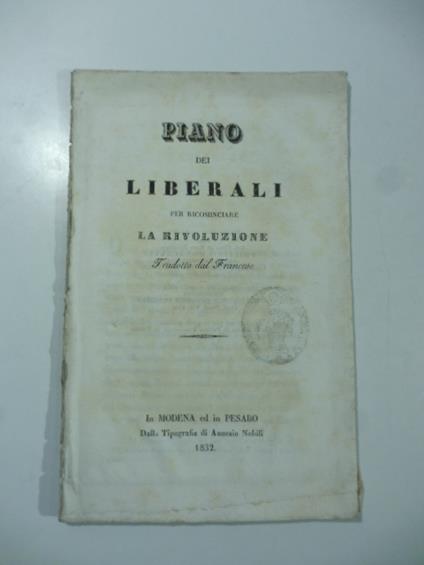 PIANO
DEI
LIBERALI
PER RICOMINCIARE
LA RIVOLUZIONE
Tradotto dal Francese
In MODENA ed in PESARO
Dalla Tipografia di Annesio Nobili
1832.